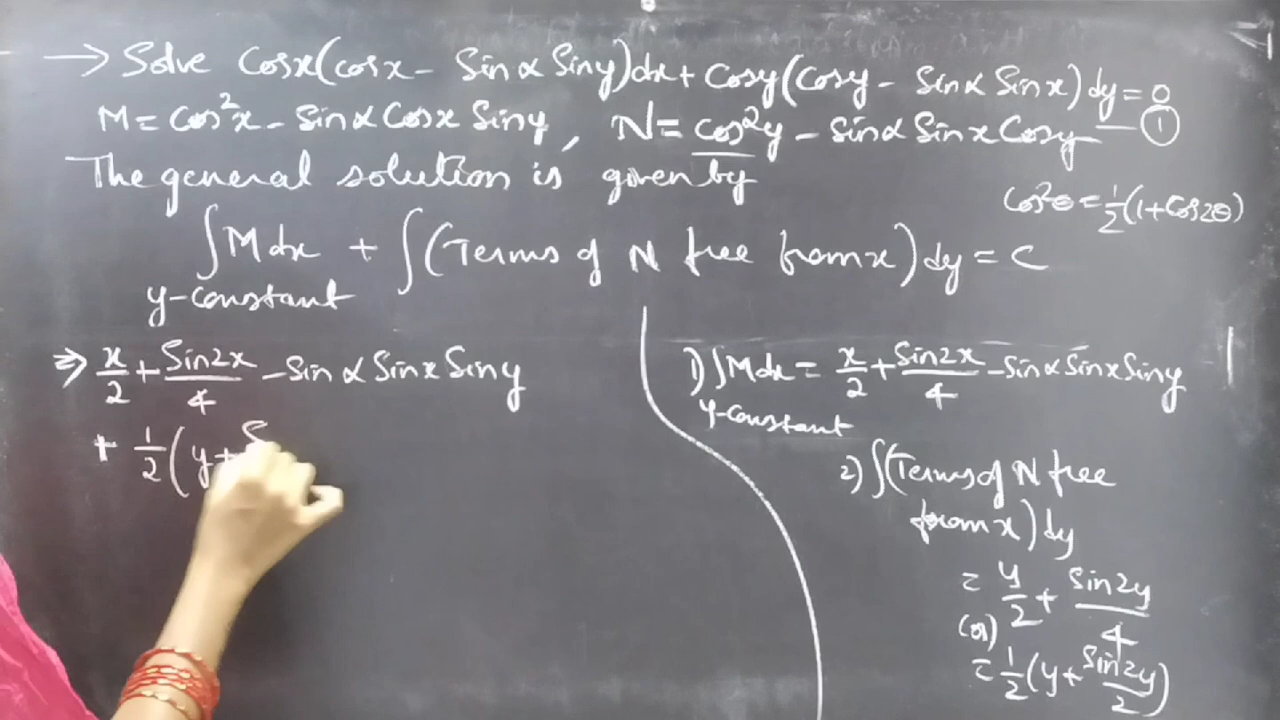 → Solve Cosx(cosx - Sinα Siny)dx + Cosy(Cosy - Sinα Sinx)dy = 0
M = Cos²x - Sinα Cosx Siny, N = cos²y - Sinα Sinx Cosy — ①
The general solution is given by
Cos²θ = 1/2(1+Cos2θ)
∫Mdx + ∫(Terms of N free from x) dy = C
y-constant
⇒ x/2 + Sin2x/4 - Sinα Sinx Siny
+ 1/2(y+S
1) ∫Mdx = x/2 + Sin2x/4 - Sinα Sinx Siny
y-constant
2) ∫(Terms of N free
from x) dy
= y/2 + Sin2y/4
(or)
= 1/2(y+Sin2y/2)